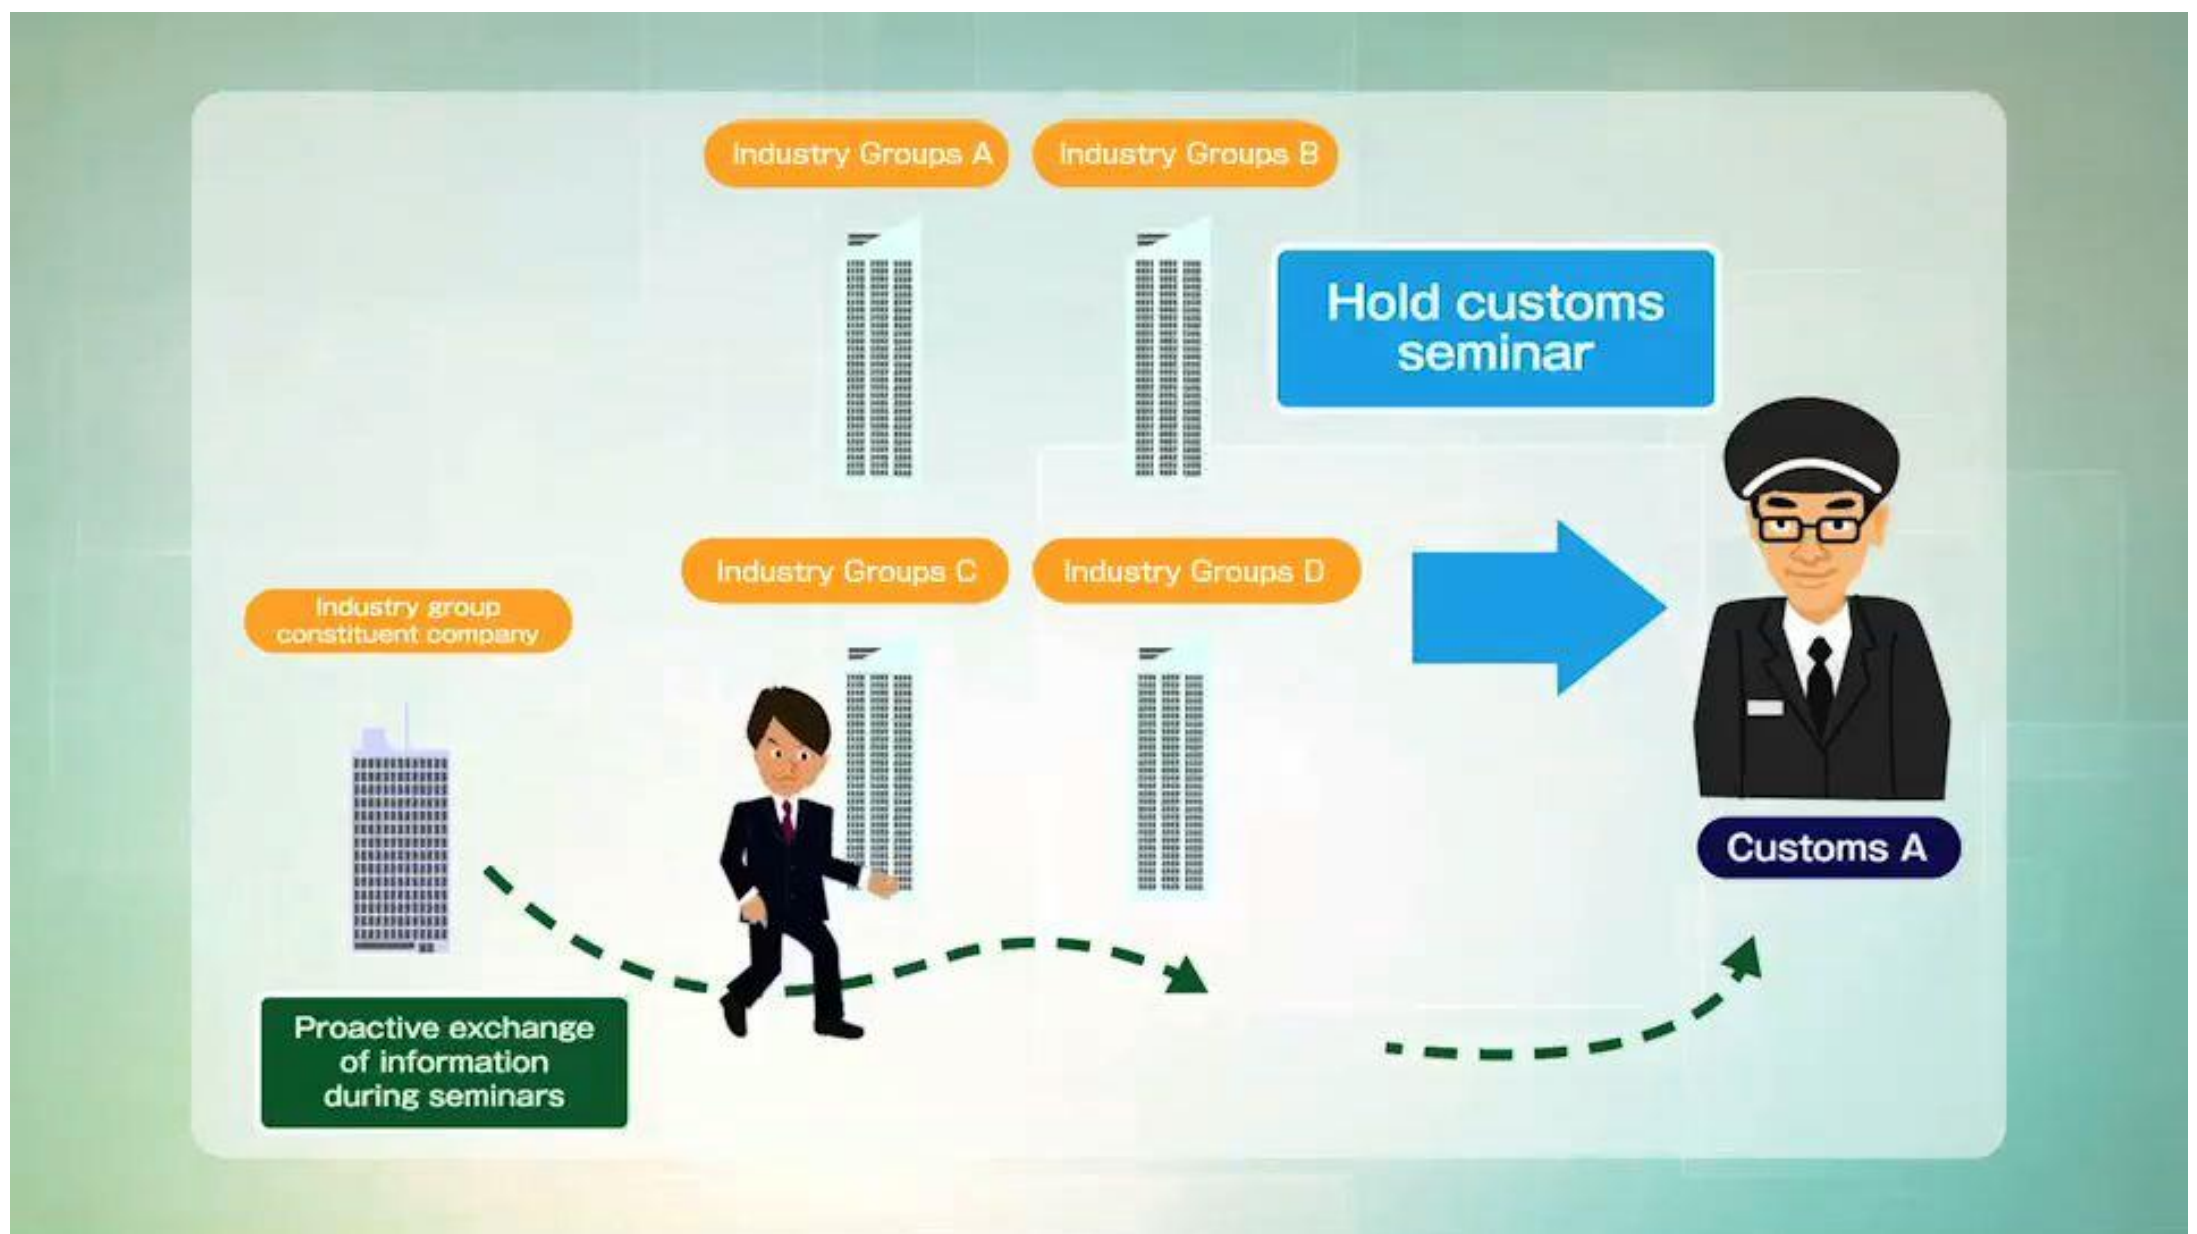 Industry Groups A
Industry Groups B
Hold customs
seminar
Industry Groups C
Industry Groups D
Industry group
constituent company
Customs A
Proactive exchange
of information
during seminars